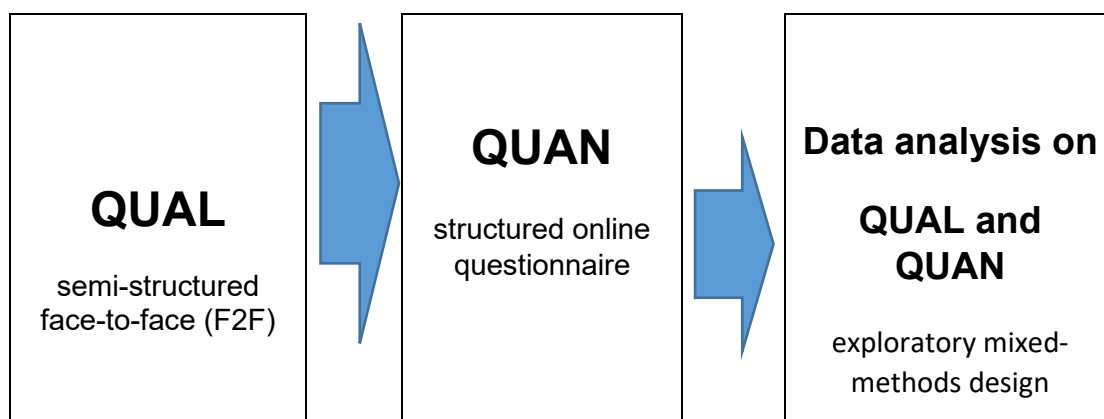 QUAL
semi-structured
face-to-face (F2F)
QUAN
structured online
questionnaire
Data analysis on
QUAL and
QUAN
exploratory mixed-
methods design